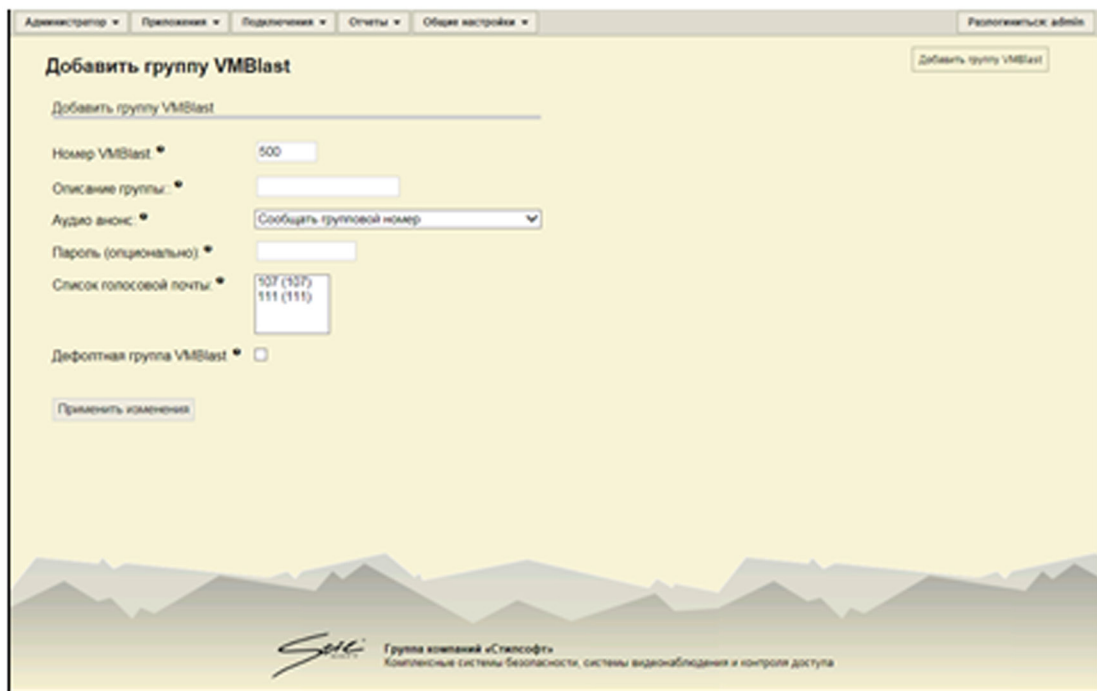 Администратор Приложения Подключения Отчеты Общие настройки Разлогиниться: admin
Добавить группу VMBlast
Добавить группу VMBlast
Добавить группу VMBlast
Номер VMBlast: 500
Описание группы:
Аудио анонс: Сообщать групповой номер
Пароль (опционально):
Список голосовой почты: 107 (107)
111 (111)
Дефолтная группа VMBlast
Применить изменения
Группа компаний «Стилсофт»
Комплексные системы безопасности, системы видеонаблюдения и контроля доступа